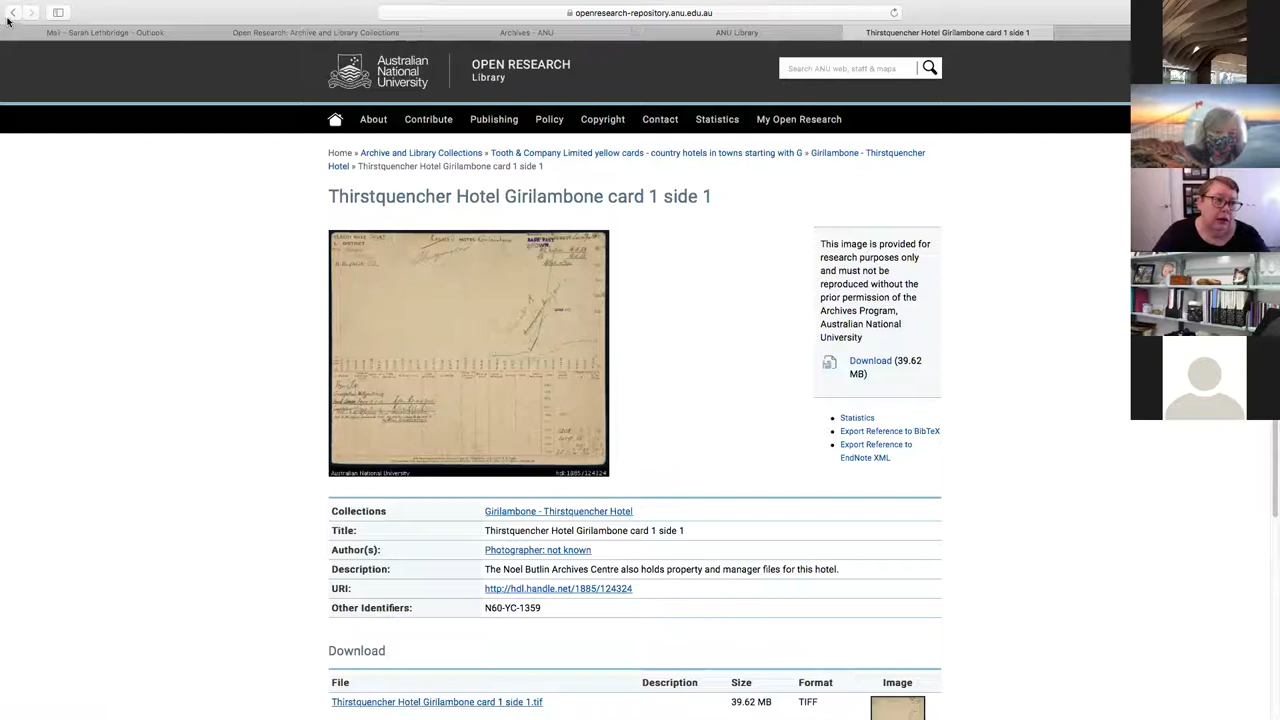 openresearch-repository.anu.edu.au
Mail - Sarah Lethbridge - Outlook
Open Research: Archive and Library Collections
Archives - ANU
ANU Library
Thirstquencher Hotel Girilambone card 1 side 1
Australian
National
University
OPEN RESEARCH
Library
Search ANU web, staff & maps
About
Contribute
Publishing
Policy
Copyright
Contact
Statistics
My Open Research
Home » Archive and Library Collections » Tooth & Company Limited yellow cards - country hotels in towns starting with G » Girilambone - Thirstquencher
Hotel » Thirstquencher Hotel Girilambone card 1 side 1
Thirstquencher Hotel Girilambone card 1 side 1
Australian National University
hdl:1885/124324
This image is provided for
research purposes only
and must not be
reproduced without the
prior permission of the
Archives Program,
Australian National
University
Download (39.62
MB)
Statistics
Export Reference to BibTeX
Export Reference to
EndNote XML
Collections Girilambone - Thirstquencher Hotel
Title: Thirstquencher Hotel Girilambone card 1 side 1
Author(s): Photographer: not known
Description: The Noel Butlin Archives Centre also holds property and manager files for this hotel.
URI: http://hdl.handle.net/1885/124324
Other Identifiers: N60-YC-1359
Download
File Description Size Format Image
Thirstquencher Hotel Girilambone card 1 side 1.tif 39.62 MB TIFF